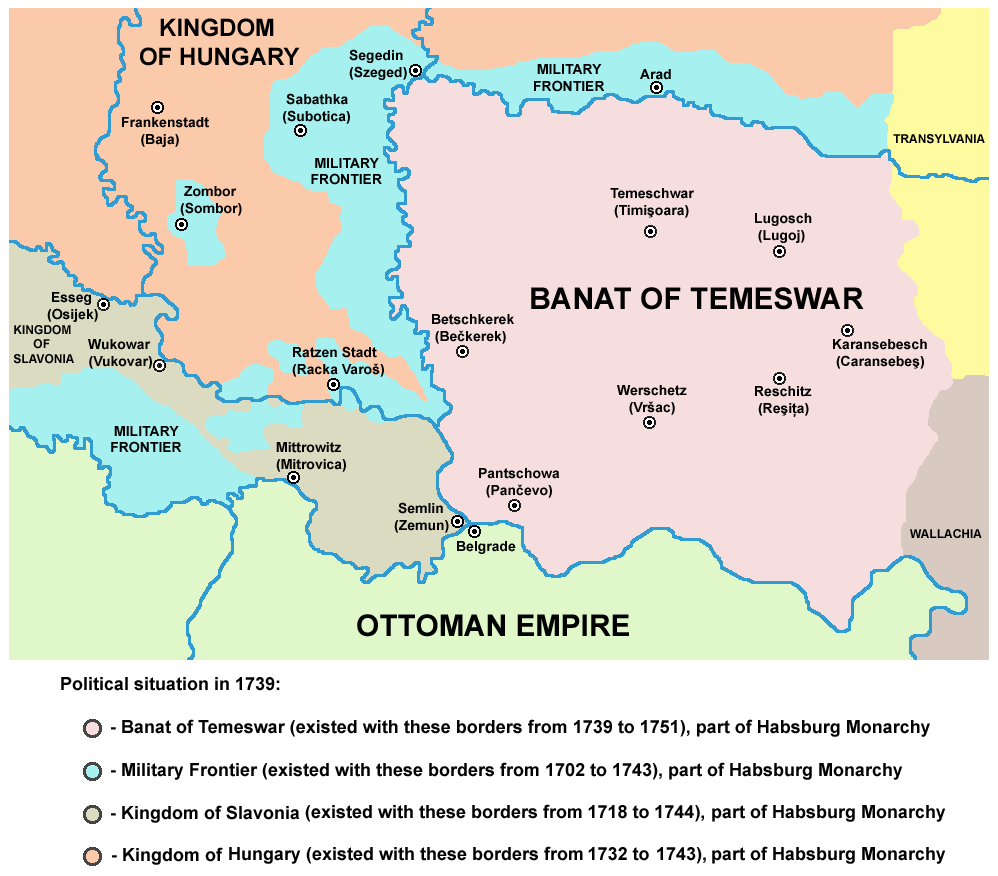 KINGDOM
OF HUNGARY
Segedin
(Szeged)
MILITARY
FRONTIER
Arad
Sabathka
(Subotica)
Frankenstadt
(Baja)
TRANSYLVANIA
MILITARY
FRONTIER
Zombor
(Sombor)
Temeschwar
(Timişoara)
Lugosch
(Lugoj)
BANAT OF TEMESWAR
Esseg
(Osijek)
KINGDOM
OF
SLAVONIA
Wukowar
(Vukovar)
Betschkerek
(Bečkerek)
Karansebesch
(Caransebeş)
Ratzen Stadt
(Racka Varoš)
Werschetz
(Vršac)
Reschitz
(Reşiţa)
MILITARY
FRONTIER
Mittrowitz
(Mitrovica)
Pantschowa
(Pančevo)
Semlin
(Zemun)
Belgrade
WALLACHIA
OTTOMAN EMPIRE
Political situation in 1739:
- Banat of Temeswar (existed with these borders from 1739 to 1751), part of Habsburg Monarchy
- Military Frontier (existed with these borders from 1702 to 1743), part of Habsburg Monarchy
- Kingdom of Slavonia (existed with these borders from 1718 to 1744), part of Habsburg Monarchy
- Kingdom of Hungary (existed with these borders from 1732 to 1743), part of Habsburg Monarchy